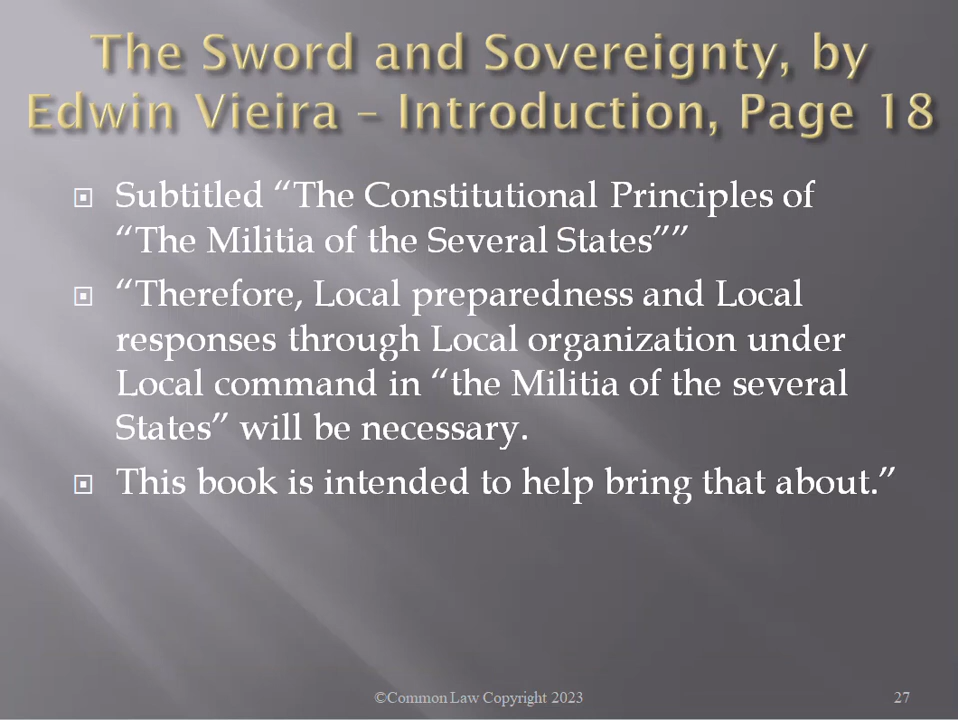 The Sword and Sovereignty, by
Edwin Vieira – Introduction, Page 18
Subtitled “The Constitutional Principles of
“The Militia of the Several States””
“Therefore, Local preparedness and Local
responses through Local organization under
Local command in “the Militia of the several
States” will be necessary.
This book is intended to help bring that about.”
©Common Law Copyright 2023
27